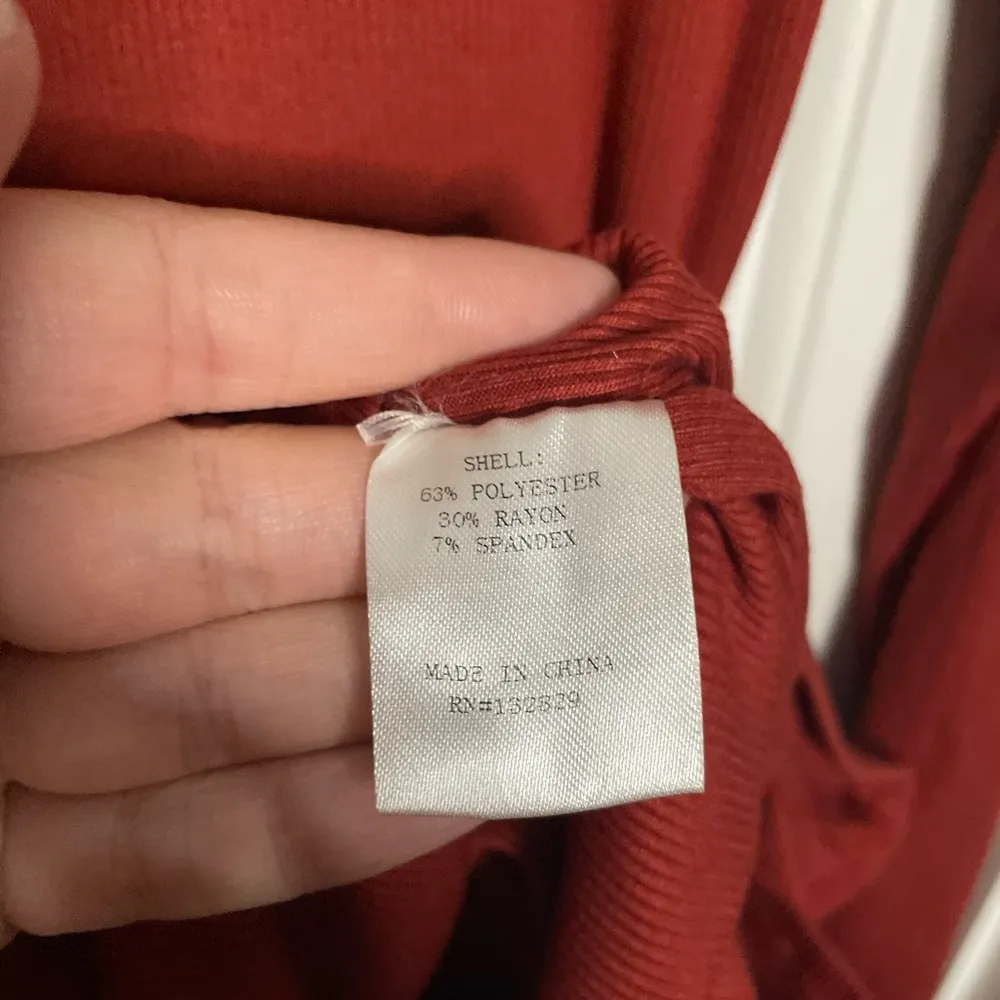 SHELL:
63% POLYESTER
30% RAYON
7% SPANDEX
MADE IN CHINA
RN#132829